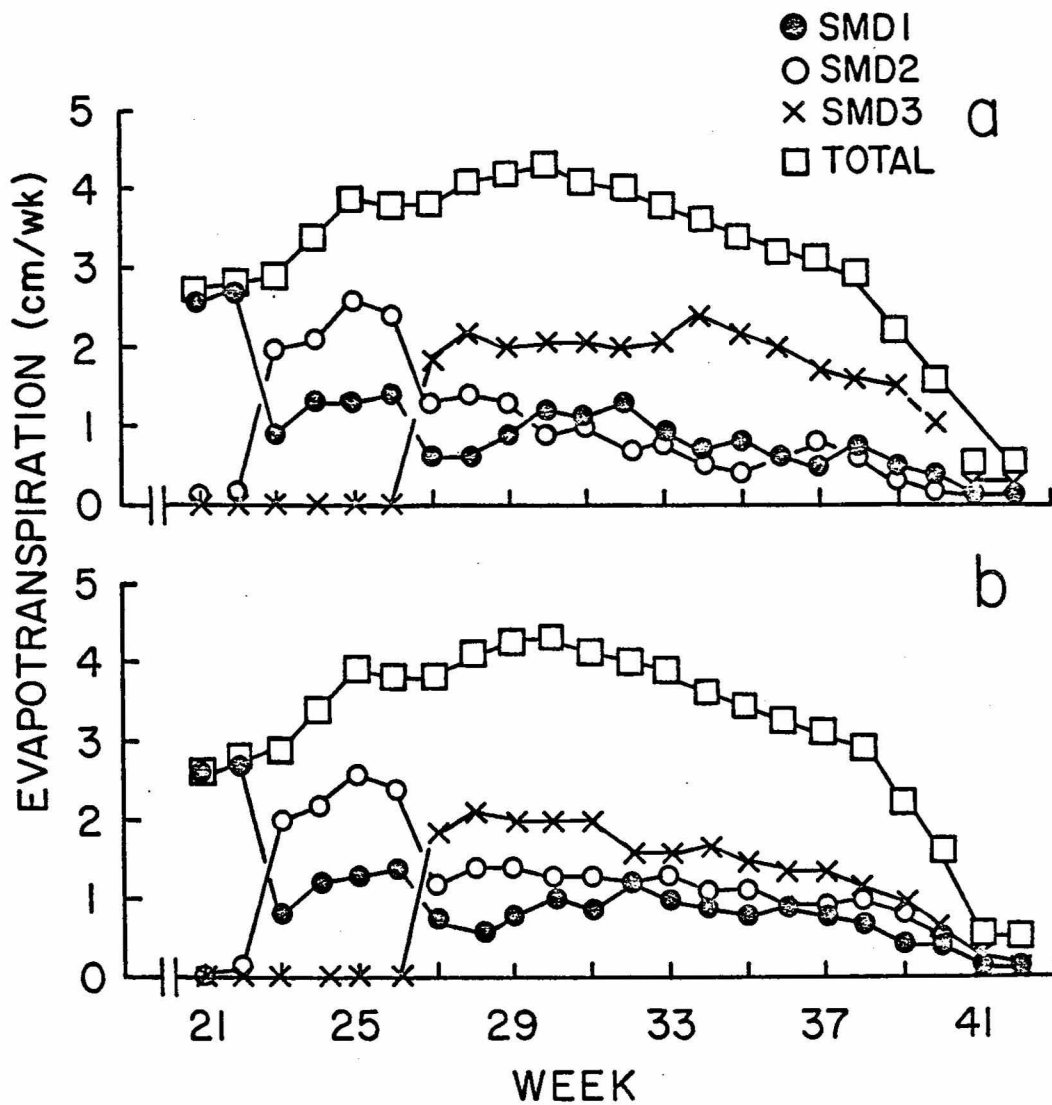 SMD1
SMD2
SMD3
TOTAL
a
5
4
3
2
1
0
b
5
4
3
2
1
0
EVAPOTRANSPIRATION (cm/wk)
21 25 29 33 37 41
WEEK